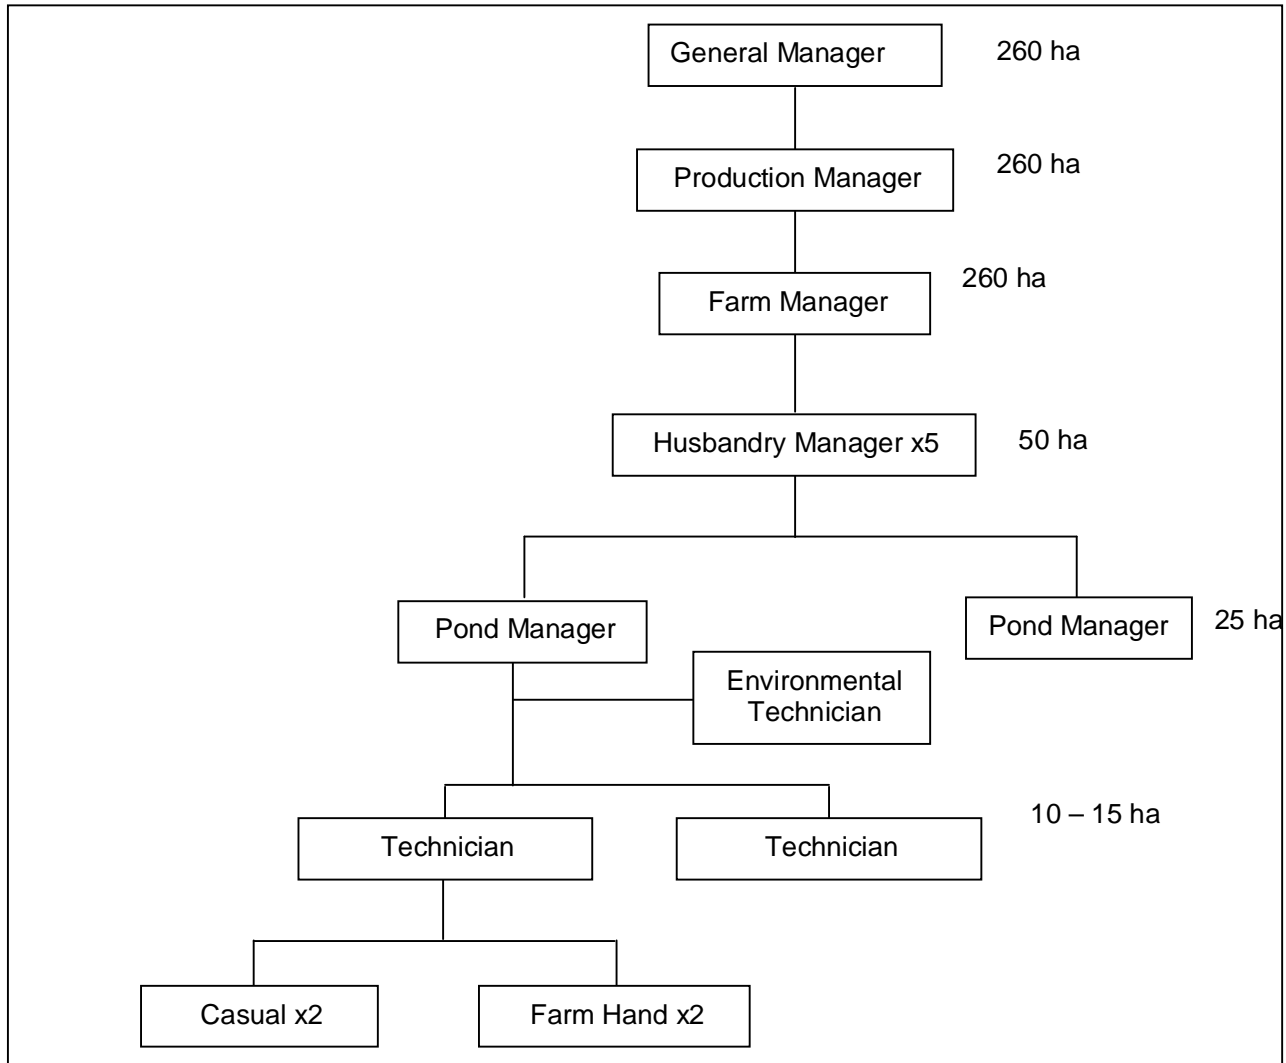 General Manager
260 ha
Production Manager
260 ha
Farm Manager
260 ha
Husbandry Manager x5
50 ha
Pond Manager
Pond Manager
25 ha
Environmental
Technician
Technician
Technician
10 – 15 ha
Casual x2
Farm Hand x2